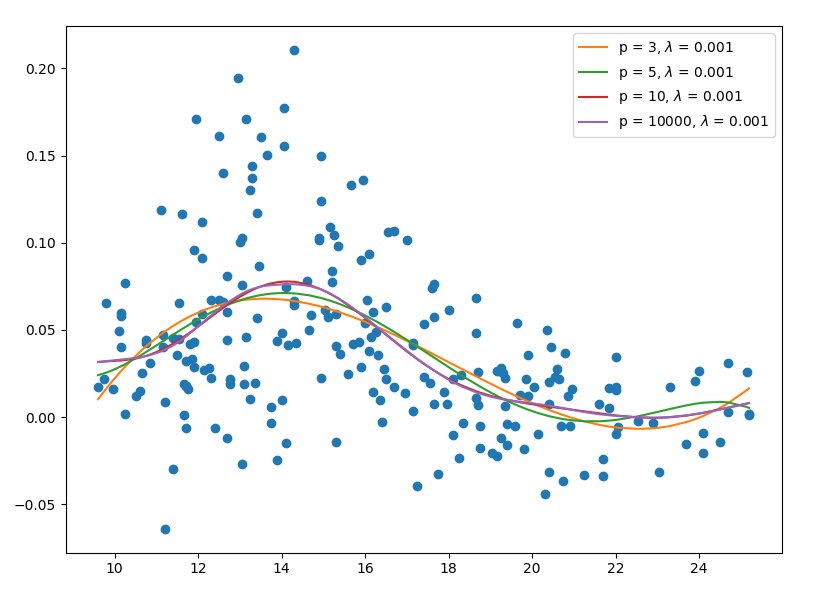 0.20
0.15
0.10
0.05
0.00
−0.05
10 12 14 16 18 20 22 24
p = 3, λ = 0.001
p = 5, λ = 0.001
p = 10, λ = 0.001
p = 10000, λ = 0.001